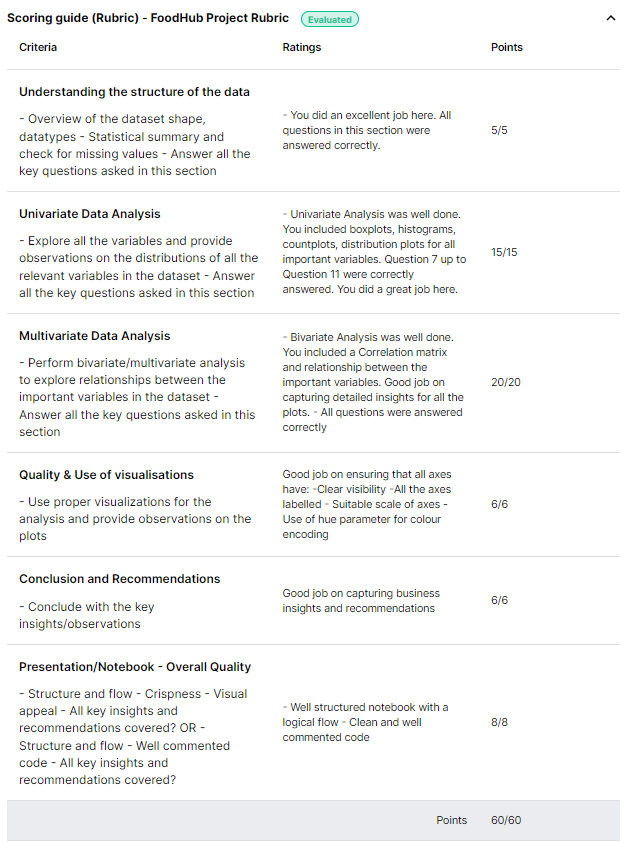 Scoring guide (Rubric) - FoodHub Project Rubric Evaluated
Criteria Ratings Points
Understanding the structure of the data
- Overview of the dataset shape,
datatypes - Statistical summary and
check for missing values - Answer all the
key questions asked in this section
- You did an excellent job here. All
questions in this section were
answered correctly.
5/5
Univariate Data Analysis
- Explore all the variables and provide
observations on the distributions of all the
relevant variables in the dataset - Answer
all the key questions asked in this section
- Univariate Analysis was well done.
You included boxplots, histograms,
countplots, distribution plots for all
important variables. Question 7 up to
Question 11 were correctly
answered. You did a great job here.
15/15
Multivariate Data Analysis
- Perform bivariate/multivariate analysis
to explore relationships between the
important variables in the dataset -
Answer all the key questions asked in this
section
- Bivariate Analysis was well done.
You included a Correlation matrix
and relationship between the
important variables. Good job on
capturing detailed insights for all the
plots. - All questions were answered
correctly
20/20
Quality & Use of visualisations
- Use proper visualizations for the
analysis and provide observations on the
plots
Good job on ensuring that all axes
have: -Clear visibility -All the axes
labelled - Suitable scale of axes -
Use of hue parameter for colour
encoding
6/6
Conclusion and Recommendations
- Conclude with the key
insights/observations
Good job on capturing business
insights and recommendations
6/6
Presentation/Notebook - Overall Quality
- Structure and flow - Crispness - Visual
appeal - All key insights and
recommendations covered? OR -
Structure and flow - Well commented
code - All key insights and
recommendations covered?
- Well structured notebook with a
logical flow - Clean and well
commented code
8/8
Points 60/60